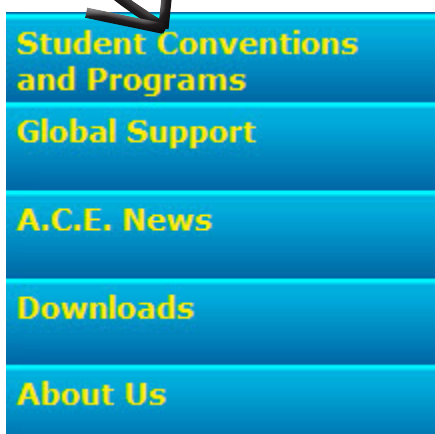 Student Conventions
and Programs
Global Support
A.C.E. News
Downloads
About Us